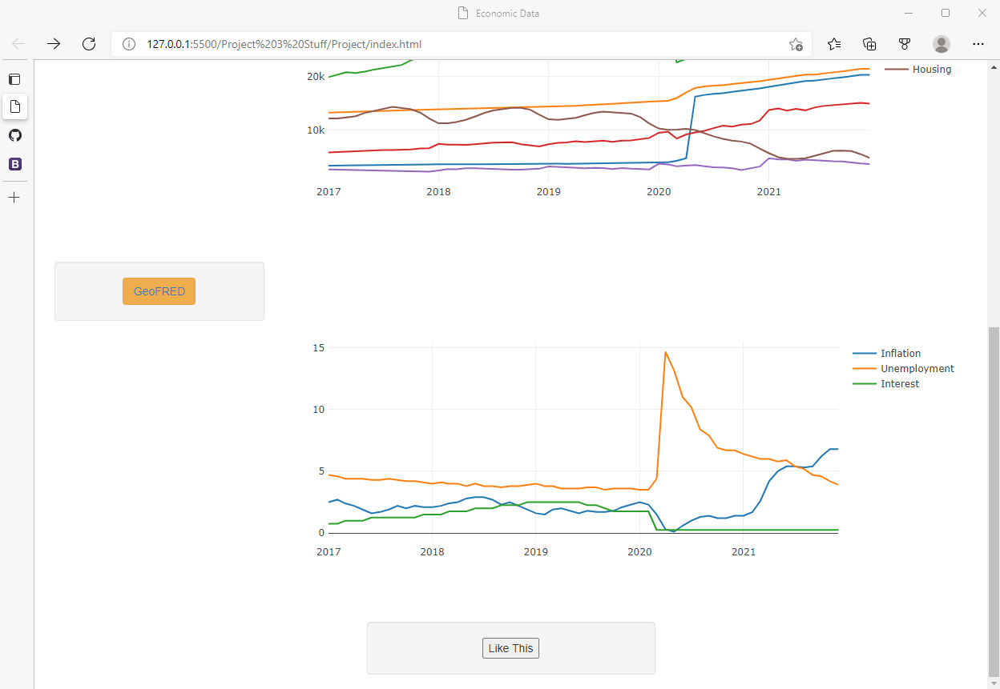 Economic Data
127.0.0.1:5500/Project%203%20Stuff/Project/index.html
B
20k
10k
2017 2018 2019 2020 2021
Housing
GeoFRED
15
10
5
0
2017 2018 2019 2020 2021
Inflation
Unemployment
Interest
Like This